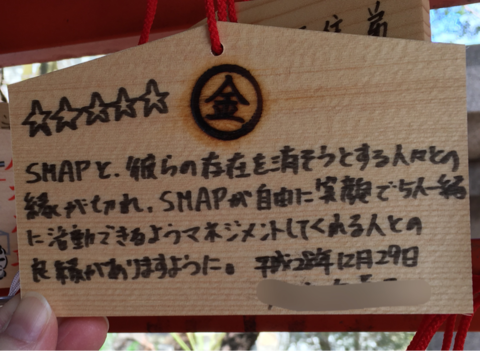 ☆☆☆☆☆
金
SMAPと、彼らの存在を消そうとする人々との
縁が切れ、SMAPが自由に笑顔で5人一緒
に活動できるようマネジメントしてくれる人との
良縁がありますように。平成28年12月29日